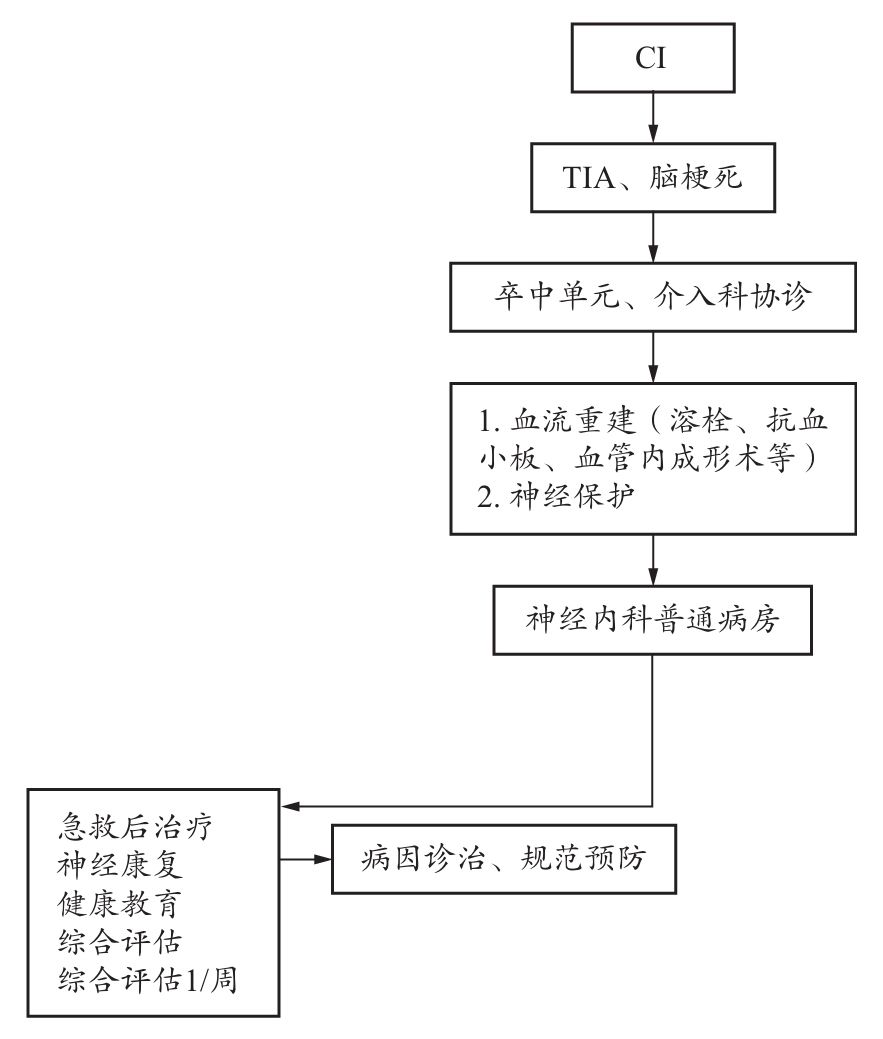 CI
TIA、脑梗死
卒中单元、介入科协诊
1. 血流重建（溶栓、抗血
小板、血管内成形术等）
2. 神经保护
神经内科普通病房
急救后治疗
神经康复
健康教育
综合评估
综合评估1/周
病因诊治、规范预防